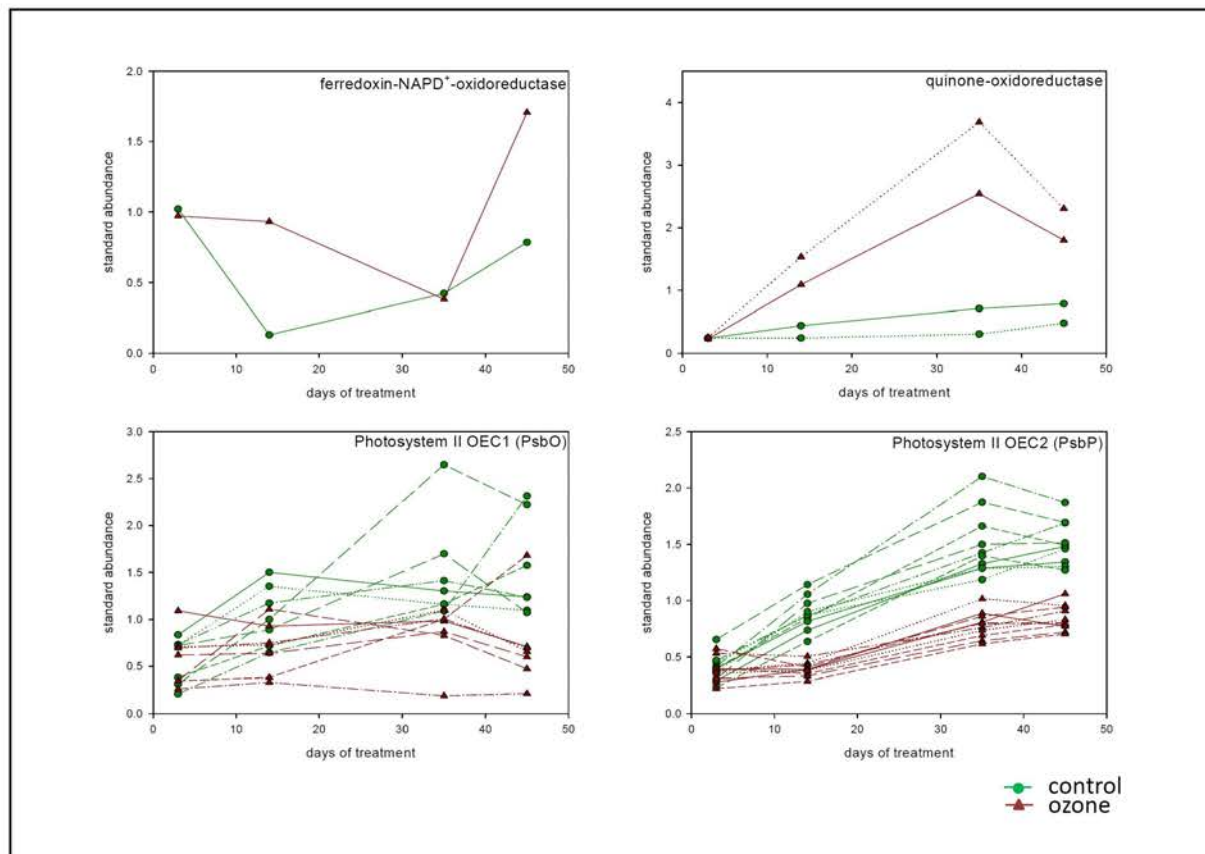 ferredoxin-NAPD⁺-oxidoreductase
2.0
1.5
1.0
0.5
0.0
standard abundance
0 10 20 30 40 50
days of treatment
quinone-oxidoreductase
4
3
2
1
0
standard abundance
0 10 20 30 40 50
days of treatment
Photosystem II OEC1 (PsbO)
3.0
2.5
2.0
1.5
1.0
0.5
0.0
standard abundance
0 10 20 30 40 50
days of treatment
Photosystem II OEC2 (PsbP)
2.5
2.0
1.5
1.0
0.5
0.0
standard abundance
0 10 20 30 40 50
days of treatment
control
ozone